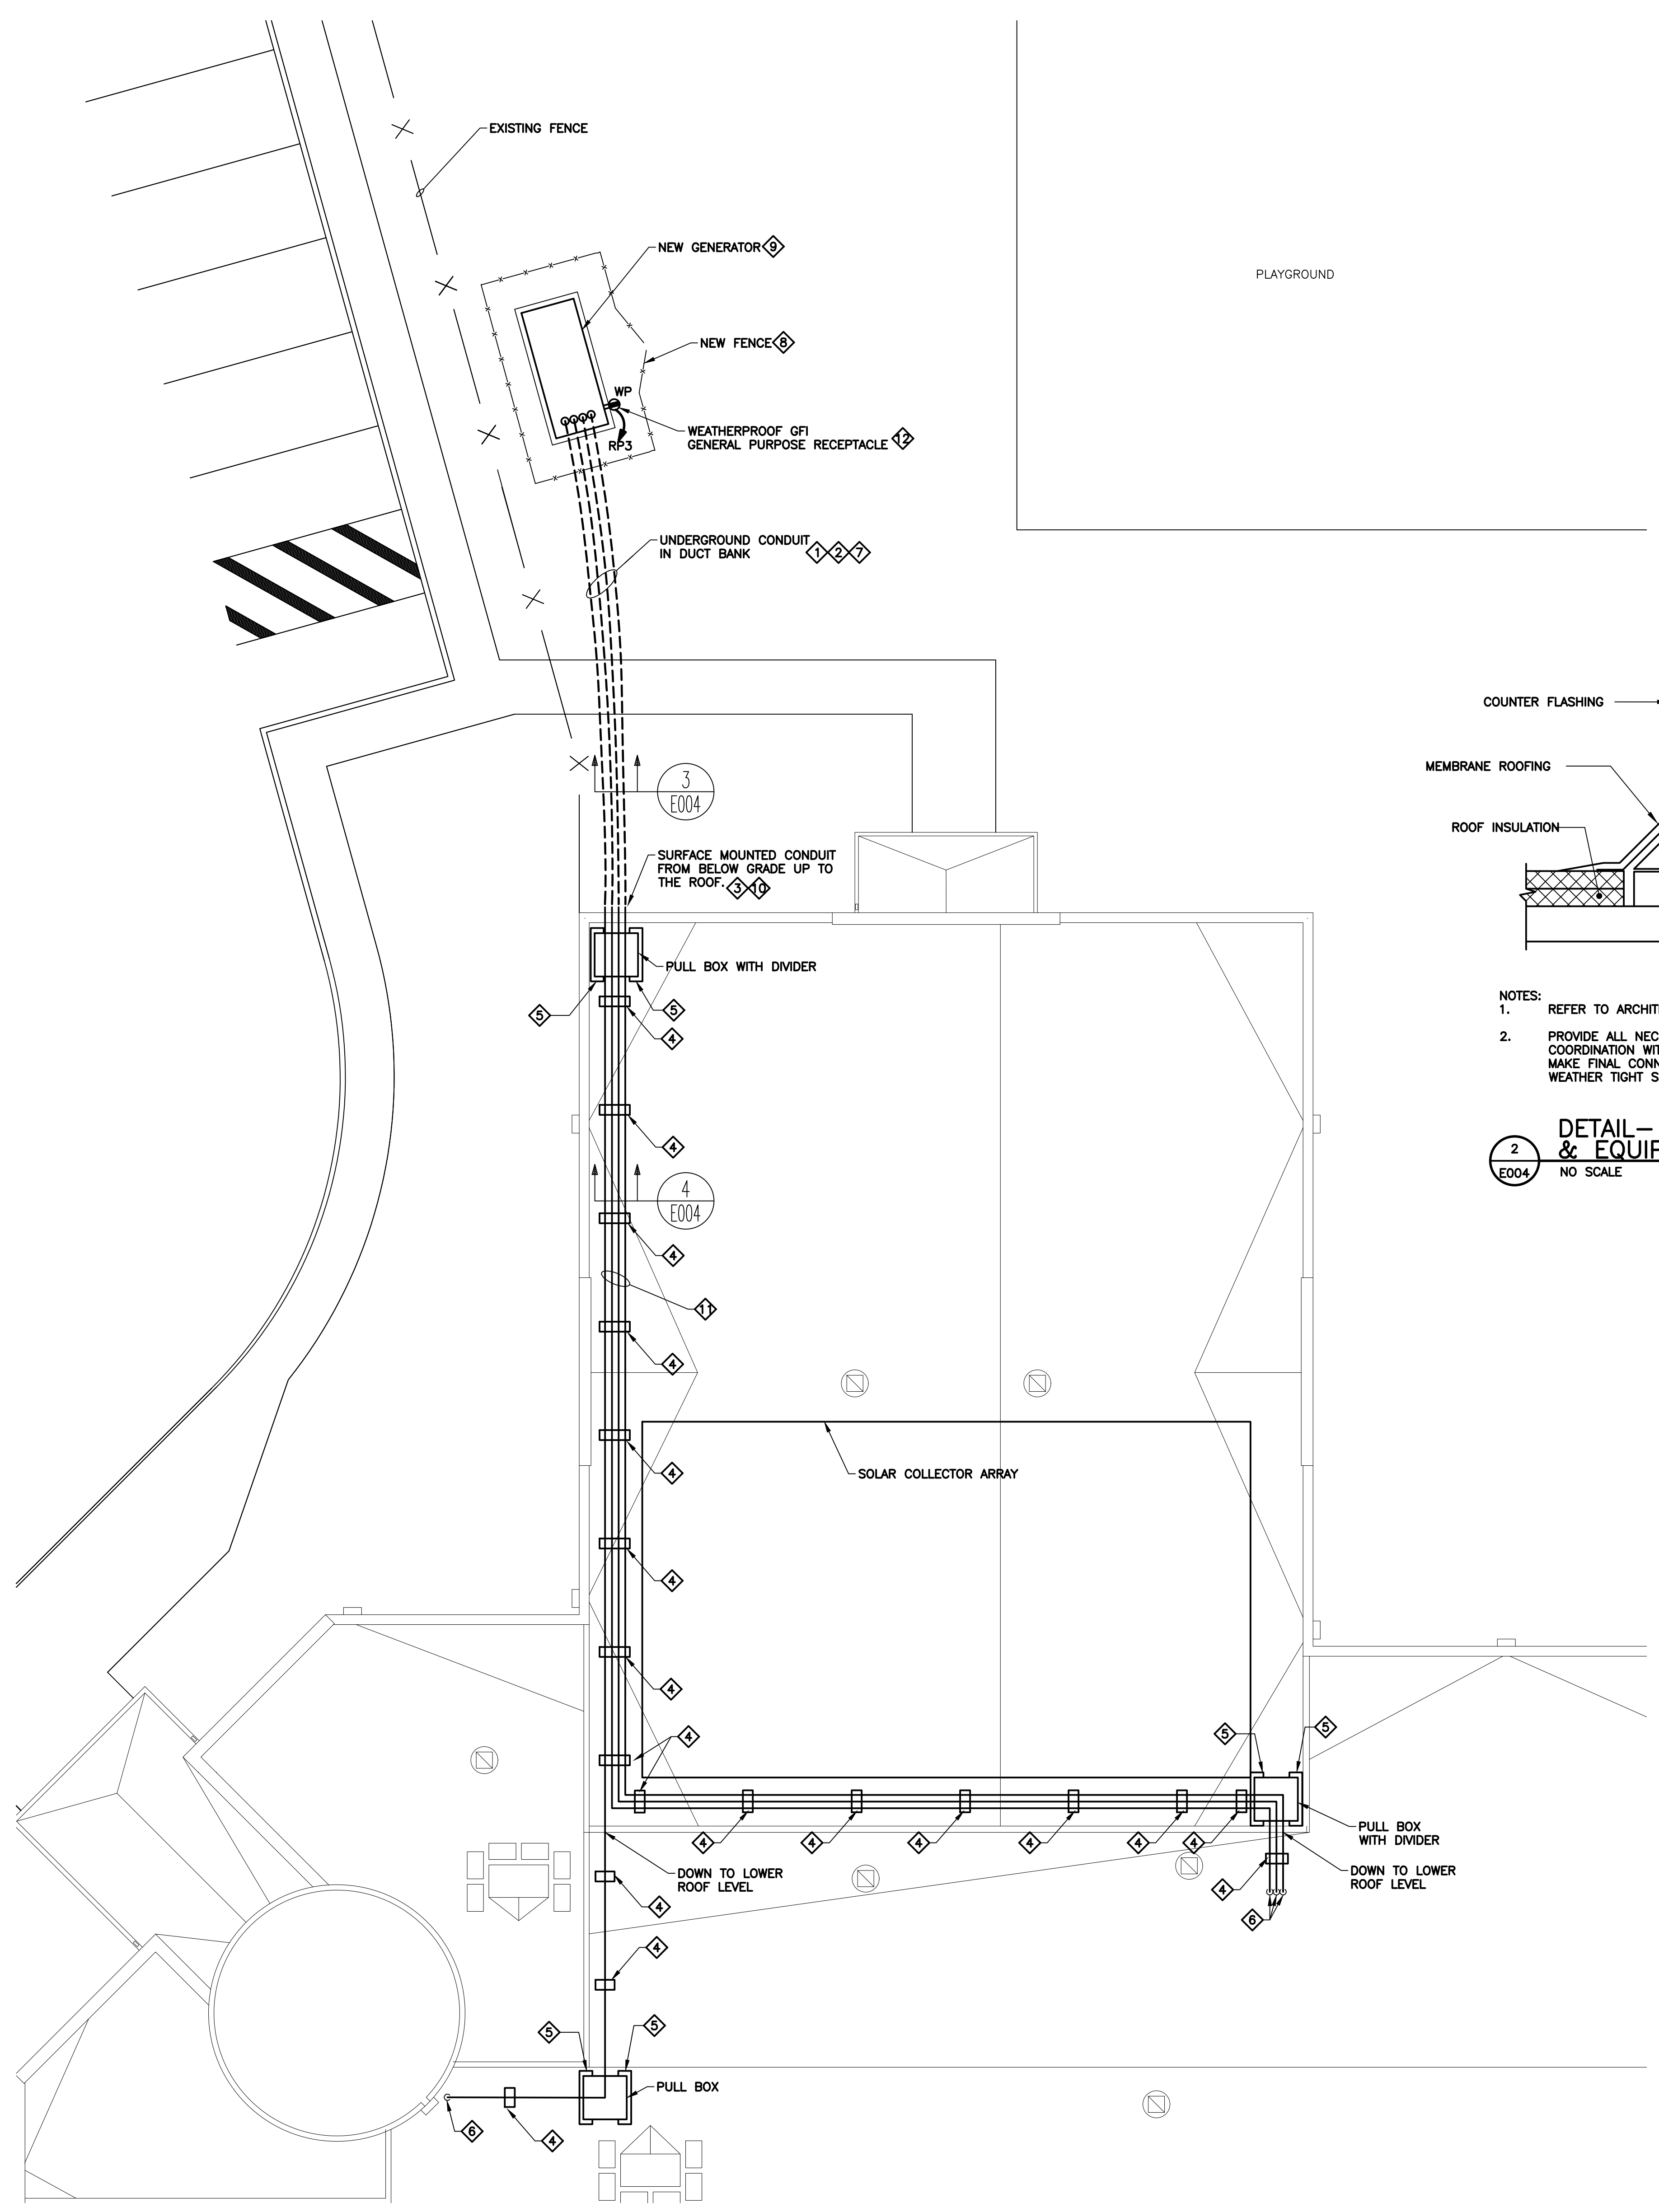 EXISTING FENCE
NEW GENERATOR 9
PLAYGROUND
NEW FENCE 8
WP
WEATHERPROOF GFI
GENERAL PURPOSE RECEPTACLE 12
RP3
UNDERGROUND CONDUIT
IN DUCT BANK 1 2 7
COUNTER FLASHING
MEMBRANE ROOFING
3
E004
ROOF INSULATION
SURFACE MOUNTED CONDUIT
FROM BELOW GRADE UP TO
THE ROOF. 3 10
PULL BOX WITH DIVIDER
5
5
4
NOTES:
1. REFER TO ARCHIT
2. PROVIDE ALL NEC
COORDINATION WIT
MAKE FINAL CONN
WEATHER TIGHT S
DETAIL-
& EQUIP
2
E004
NO SCALE
4
4
E004
4
11
4
4
SOLAR COLLECTOR ARRAY
4
4
4
5
5
4
4
4
4
4
4
PULL BOX
WITH DIVIDER
DOWN TO LOWER
ROOF LEVEL
DOWN TO LOWER
ROOF LEVEL
4
4
6
4
5
5
PULL BOX
6
4